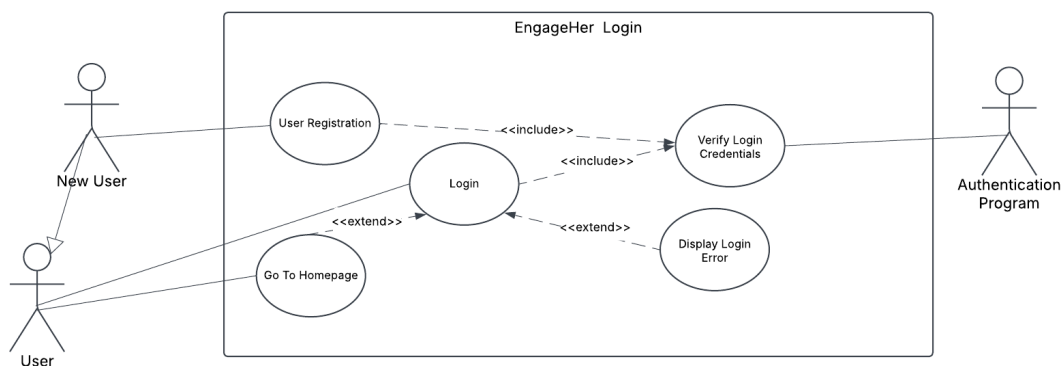 EngageHer Login
User Registration
<<include>>
Verify Login
Credentials
<<include>>
Login
New User
Authentication
Program
<<extend>>
<<extend>>
Display Login
Error
Go To Homepage
User